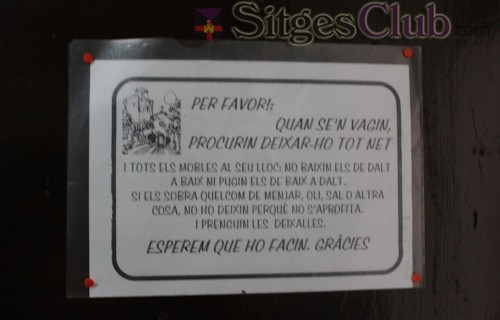 SitgesClub.com
PER FAVOR!:
QUAN SE'N VAGIN,
PROCURIN DEIXAR-HO TOT NET
I TOTS ELS MOBLES AL SEU LLOC: NO BAIXIN ELS DE DALT
A BAIX NI PUGIN ELS DE BAIX A DALT.
SI ELS SOBRA QUELCOM DE MENJAR, OLI, SAL O ALTRA
COSA, NO HO DEIXIN PERQUÈ NO S'APROFITA.
I PRENGUIN LES DEIXALLES.
ESPEREM QUE HO FACIN. GRÀCIES